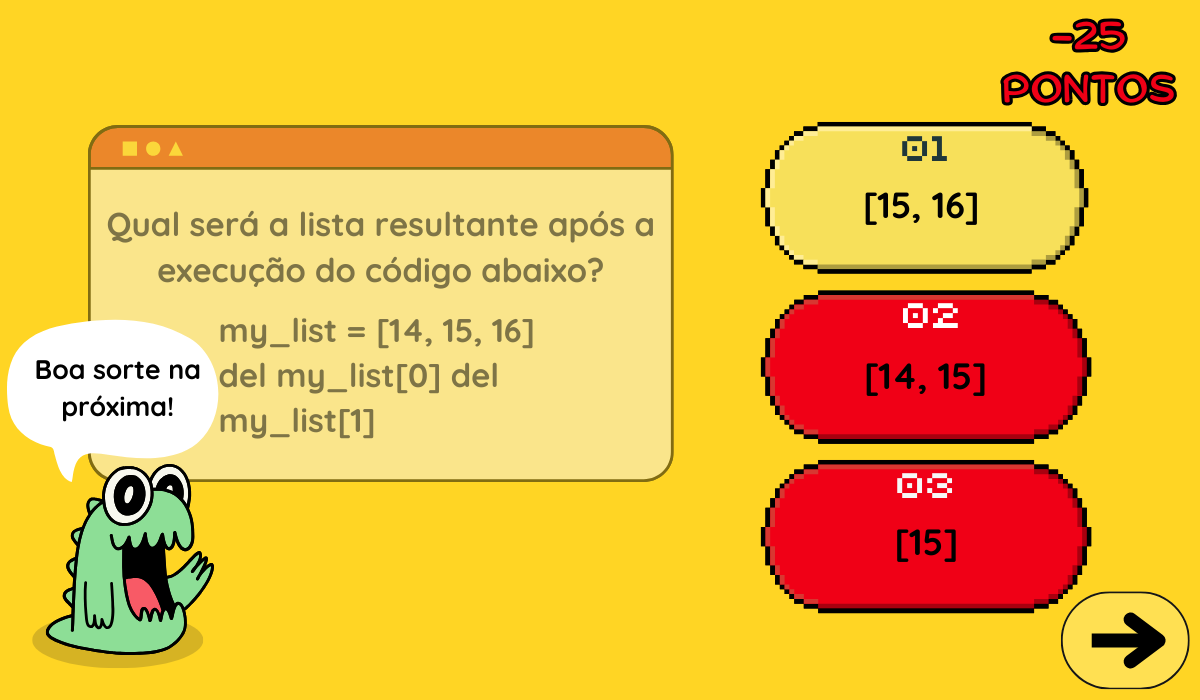 -25
PONTOS
Qual será a lista resultante após a
execução do código abaixo?
my_list = [14, 15, 16]
del my_list[0] del
my_list[1]
Boa sorte na
próxima!
01
[15, 16]
02
[14, 15]
03
[15]